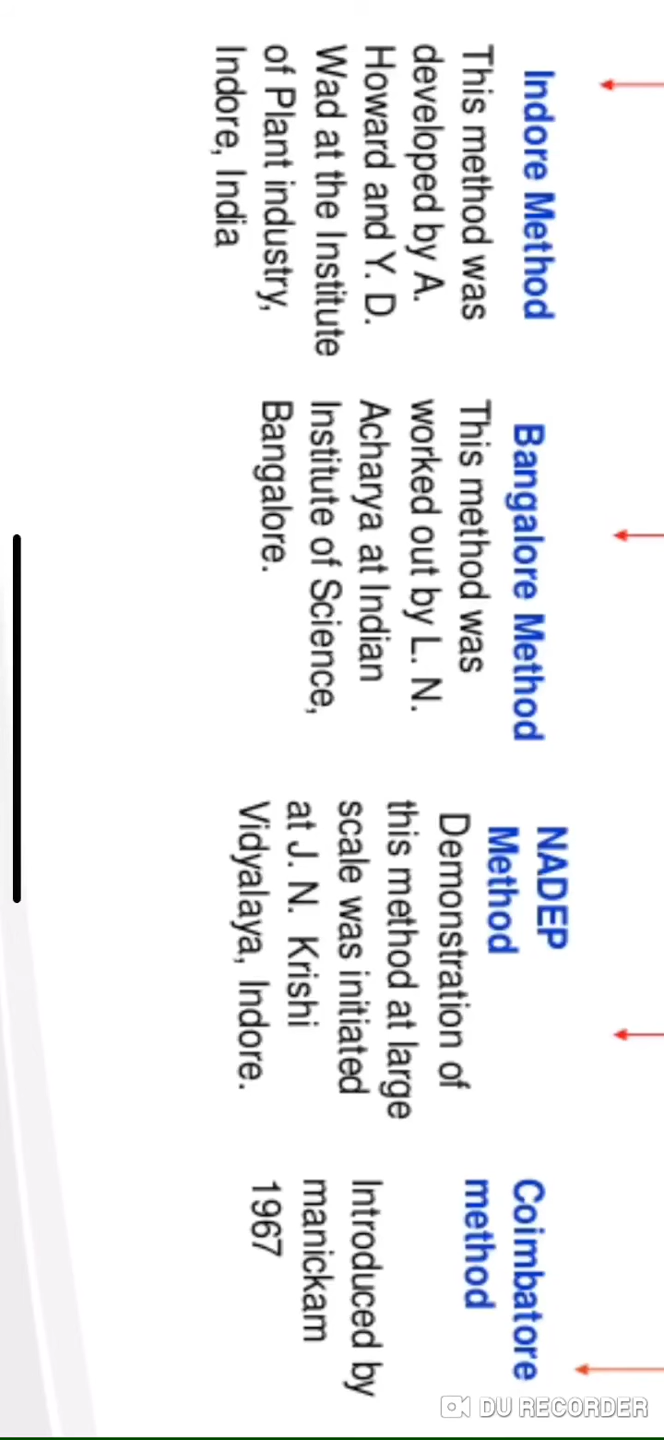 Indore Method
This method was
developed by A.
Howard and Y. D.
Wad at the Institute
of Plant industry,
Indore, India
Bangalore Method
This method was
worked out by L. N.
Acharya at Indian
Institute of Science,
Bangalore.
NADEP
Method
Demonstration of
this method at large
scale was initiated
at J. N. Krishi
Vidyalaya, Indore.
Coimbatore
method
Introduced by
manickam
1967
DU RECORDER